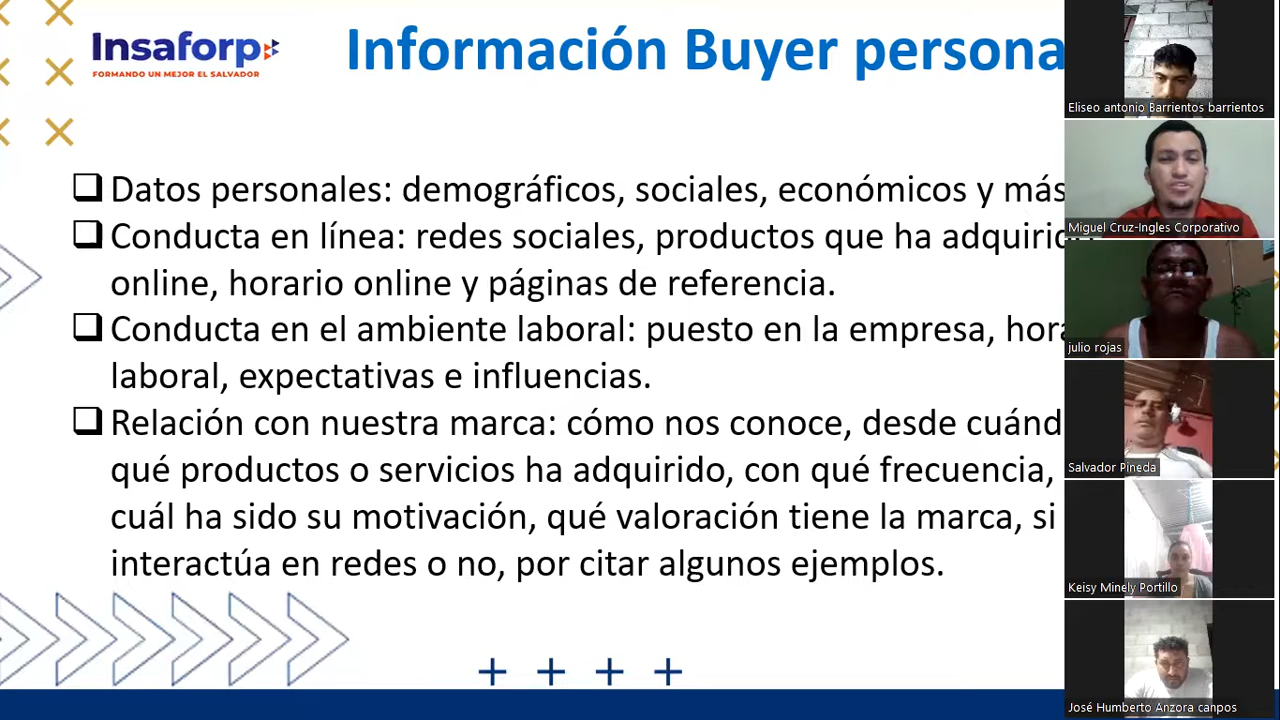 Insaforp
FORMANDO UN MEJOR EL SALVADOR
Información Buyer persona
Datos personales: demográficos, sociales, económicos y más
Conducta en línea: redes sociales, productos que ha adquirido
online, horario online y páginas de referencia.
Conducta en el ambiente laboral: puesto en la empresa,
laboral, expectativas e influencias.
Relación con nuestra marca: cómo nos conoce, desde
qué productos o servicios ha adquirido, con qué frecuencia,
cuál ha sido su motivación, qué valoración tiene la marca, si
interactúa en redes o no, por citar algunos ejemplos.
Eliseo antonio Barrientos barrientos
Miguel Cruz-Ingles Corporativo
julio rojas
Salvador Pineda
Keisy Minely Portillo
José Humberto Anzora canpos